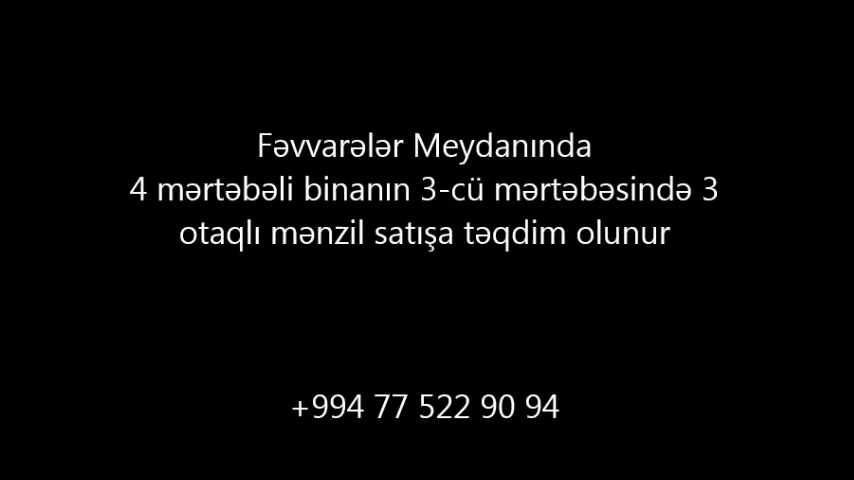 Fəvvarələr Meydanında
4 mərtəbəli binanın 3-cü mərtəbəsində 3
otaqlı mənzil satışa təqdim olunur
+994 77 522 90 94